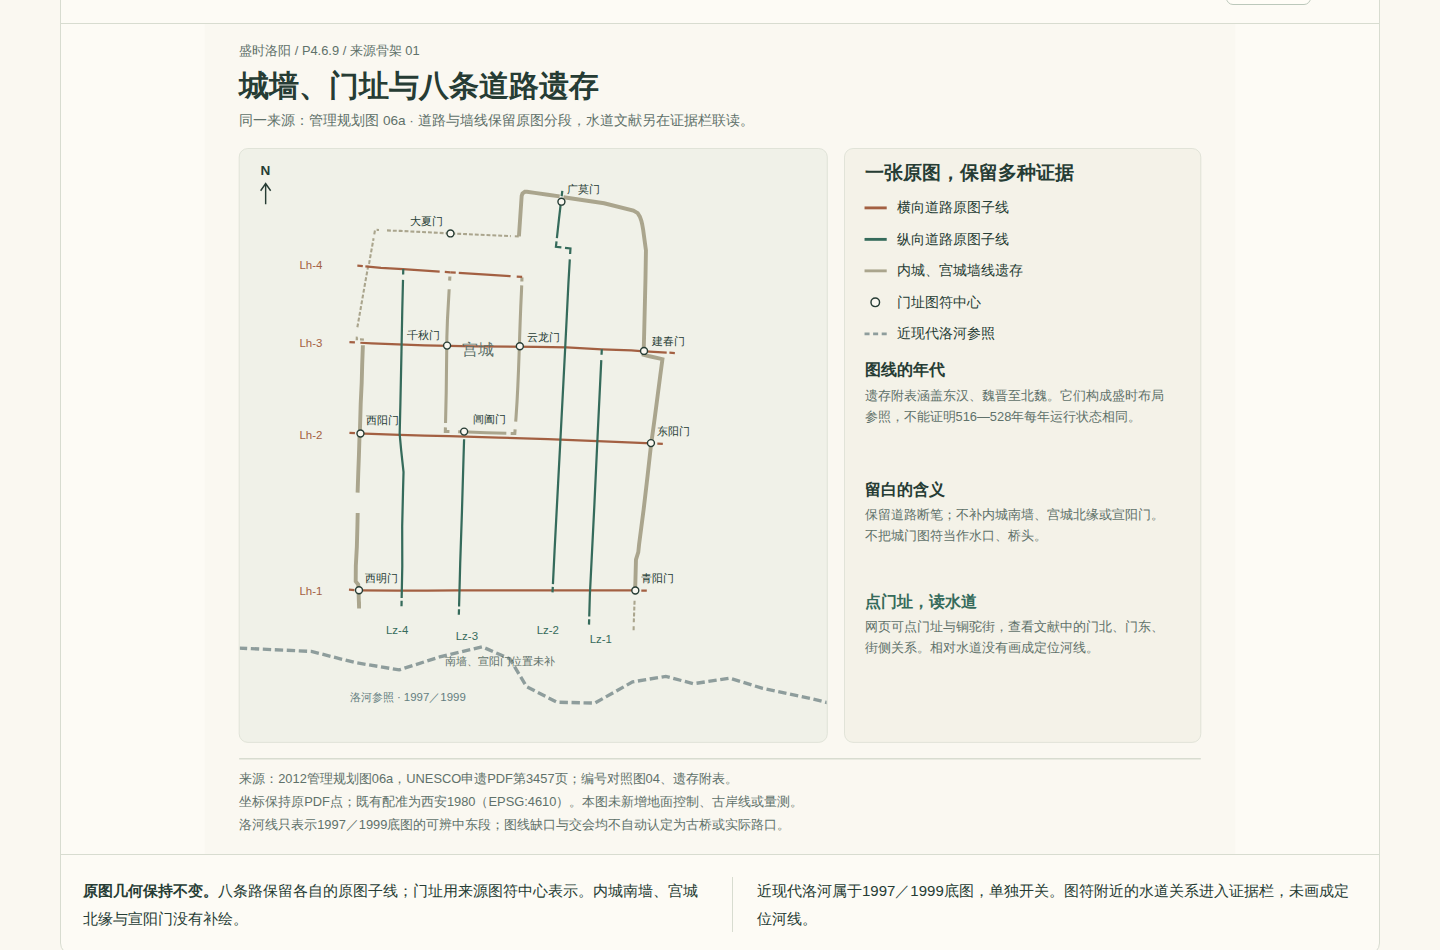 盛时洛阳 / P4.6.9 / 来源骨架 01
城墙、门址与八条道路遗存
同一来源：管理规划图 06a · 道路与墙线保留原图分段，水道文献另在证据栏联读。
N
广莫门
大夏门
Lh-4
千秋门
云龙门
建春门
Lh-3
宫城
西阳门
阊阖门
东阳门
Lh-2
西明门
青阳门
Lh-1
Lz-4
Lz-3
Lz-2
Lz-1
南墙、宣阳门位置未补
洛河参照 · 1997／1999
一张原图，保留多种证据
横向道路原图子线
纵向道路原图子线
内城、宫城墙线遗存
门址图符中心
近现代洛河参照
图线的年代
遗存附表涵盖东汉、魏晋至北魏。它们构成盛时布局
参照，不能证明516—528年每年运行状态相同。
留白的含义
保留道路断笔；不补内城南墙、宫城北缘或宣阳门。
不把城门图符当作水口、桥头。
点门址，读水道
网页可点门址与铜驼街，查看文献中的门北、门东、
街侧关系。相对水道没有画成定位河线。
来源：2012管理规划图06a，UNESCO申遗PDF第3457页；编号对照图04、遗存附表。
坐标保持原PDF点；既有配准为西安1980（EPSG:4610）。本图未新增地面控制、古岸线或量测。
洛河线只表示1997／1999底图的可辨中东段；图线缺口与交会均不自动认定为古桥或实际路口。
原图几何保持不变。八条路保留各自的原图子线；门址用来源图符中心表示。内城南墙、宫城
北缘与宣阳门没有补绘。
近现代洛河属于1997／1999底图，单独开关。图符附近的水道关系进入证据栏，未画成定
位河线。